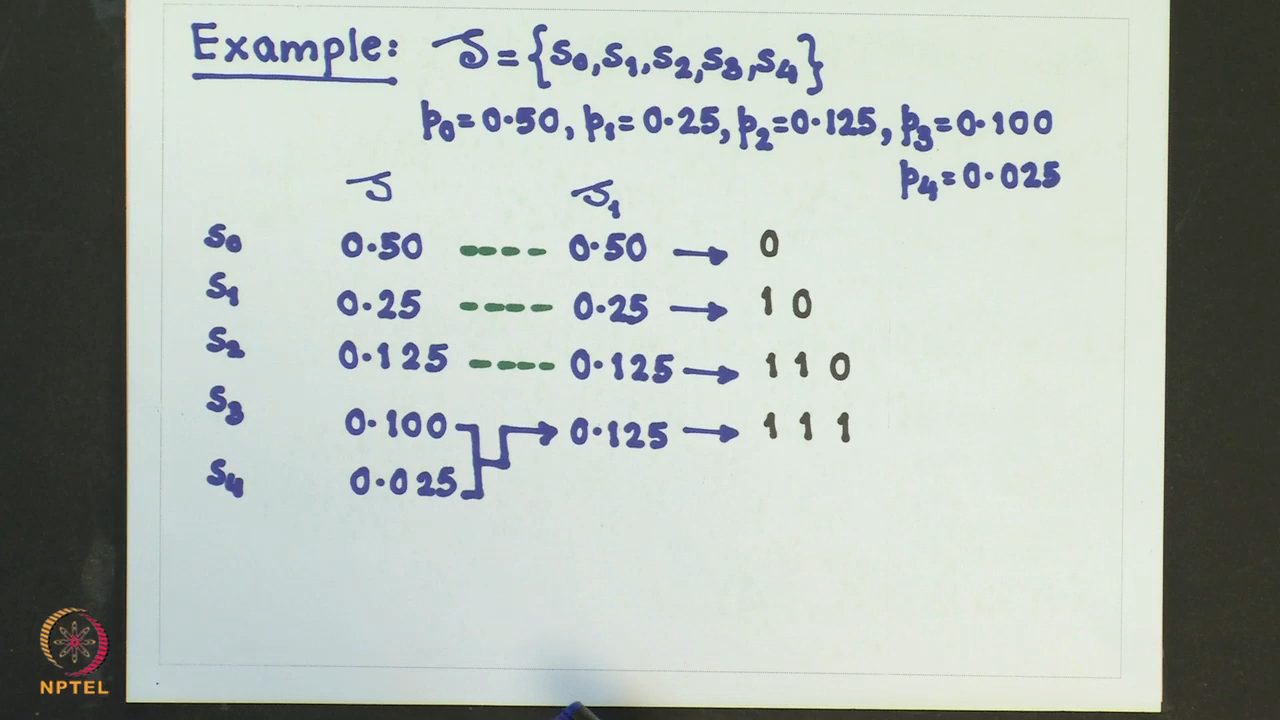 Example: 𝒮 = {s₀, s₁, s₂, s₃, s₄}
p₀ = 0.50, p₁ = 0.25, p₂ = 0.125, p₃ = 0.100
p₄ = 0.025
𝒮 𝒮₁
s₀ 0.50 ---- 0.50 → 0
s₁ 0.25 ---- 0.25 → 1 0
s₂ 0.125 ---- 0.125 → 1 1 0
s₃ 0.100 → 0.125 → 1 1 1
s₄ 0.025
NPTEL